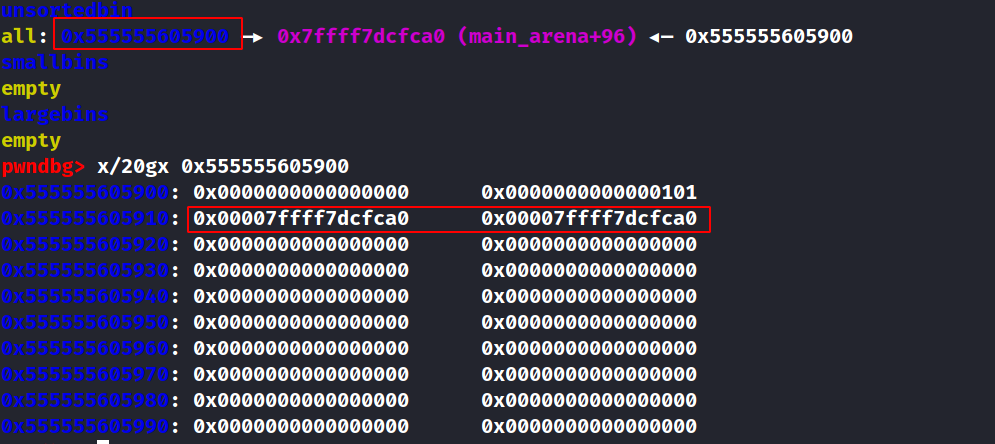 unsortedbin
all: 0x555555605900 —▸ 0x7ffff7dcfca0 (main_arena+96) ◂— 0x555555605900
smallbins
empty
largebins
empty
pwndbg> x/20gx 0x555555605900
0x555555605900: 0x0000000000000000 0x0000000000000101
0x555555605910: 0x00007ffff7dcfca0 0x00007ffff7dcfca0
0x555555605920: 0x0000000000000000 0x0000000000000000
0x555555605930: 0x0000000000000000 0x0000000000000000
0x555555605940: 0x0000000000000000 0x0000000000000000
0x555555605950: 0x0000000000000000 0x0000000000000000
0x555555605960: 0x0000000000000000 0x0000000000000000
0x555555605970: 0x0000000000000000 0x0000000000000000
0x555555605980: 0x0000000000000000 0x0000000000000000
0x555555605990: 0x0000000000000000 0x0000000000000000